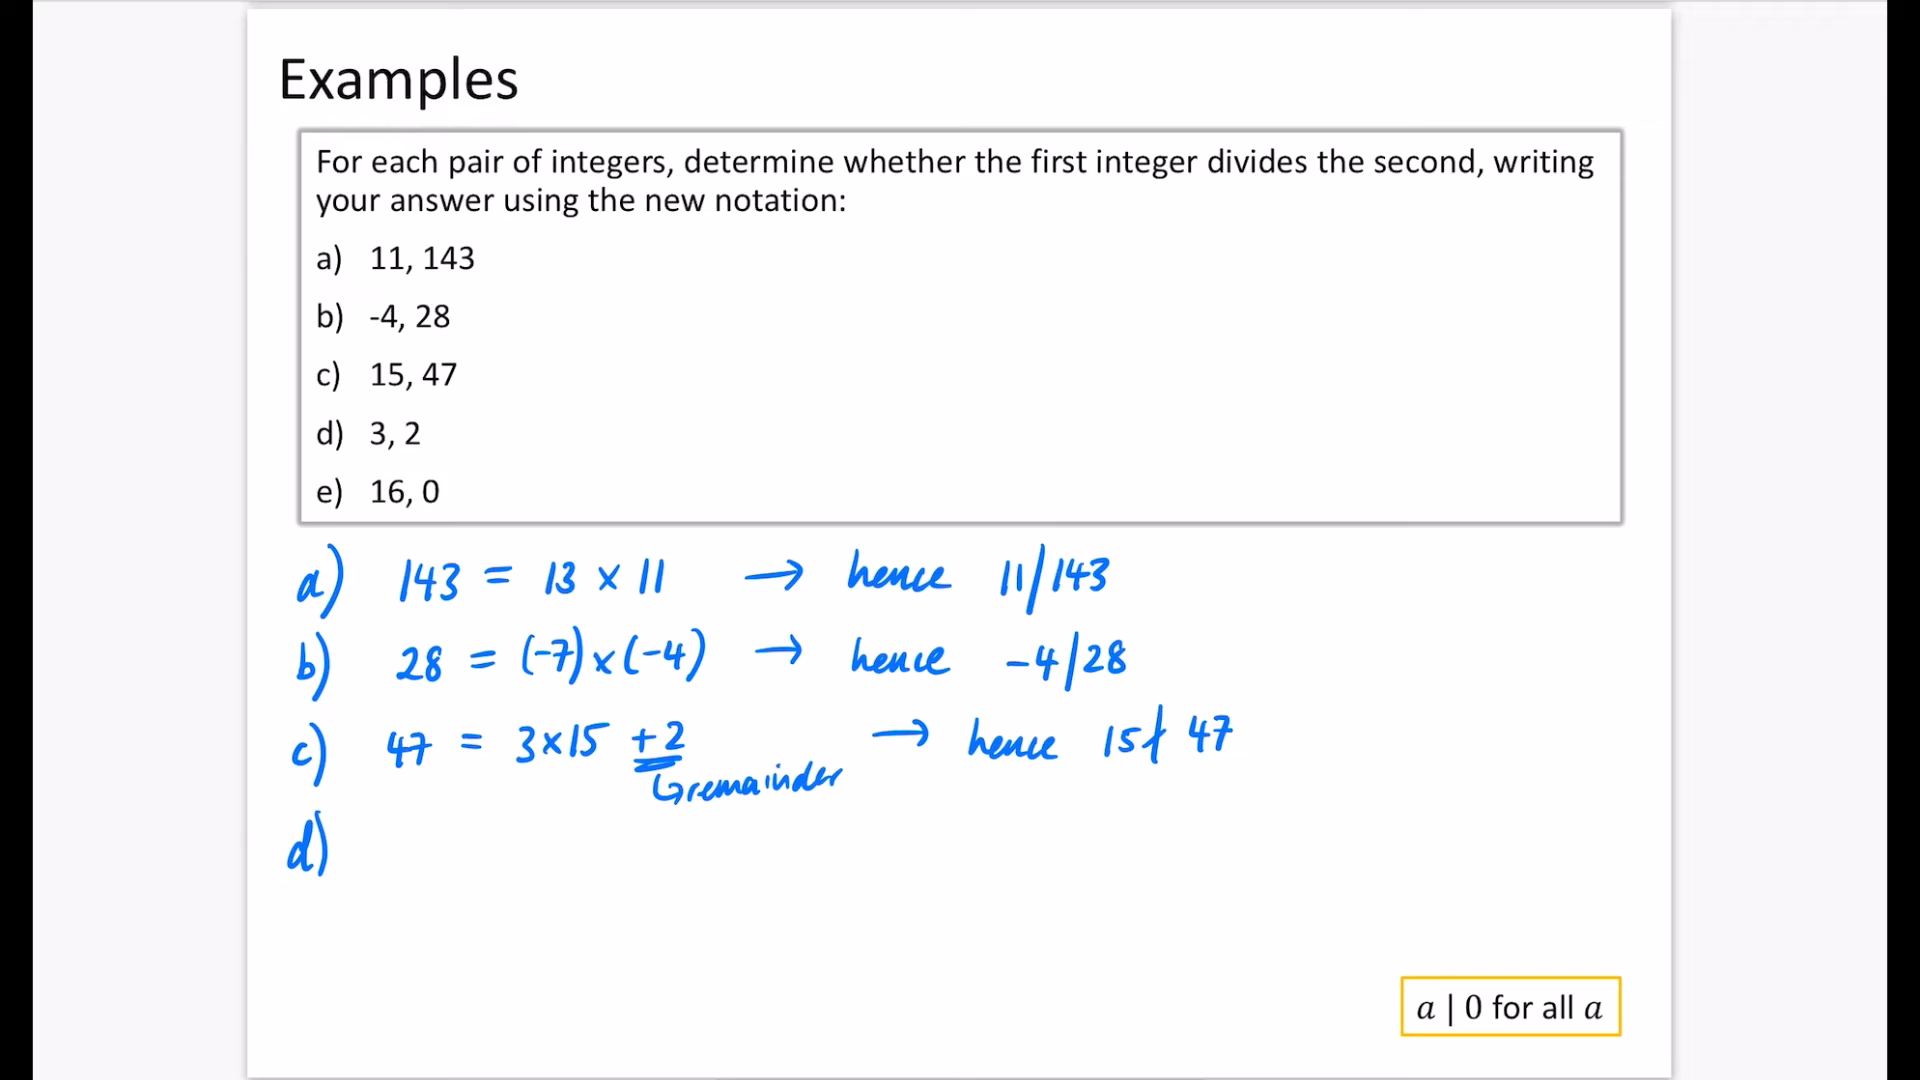 Examples
For each pair of integers, determine whether the first integer divides the second, writing
your answer using the new notation:
a) 11, 143
b) -4, 28
c) 15, 47
d) 3, 2
e) 16, 0
a) 143 = 13 × 11 → hence 11|143
b) 28 = (-7)×(-4) → hence -4|28
c) 47 = 3×15 +2 → hence 15∤47
↳remainder
d)
a | 0 for all a